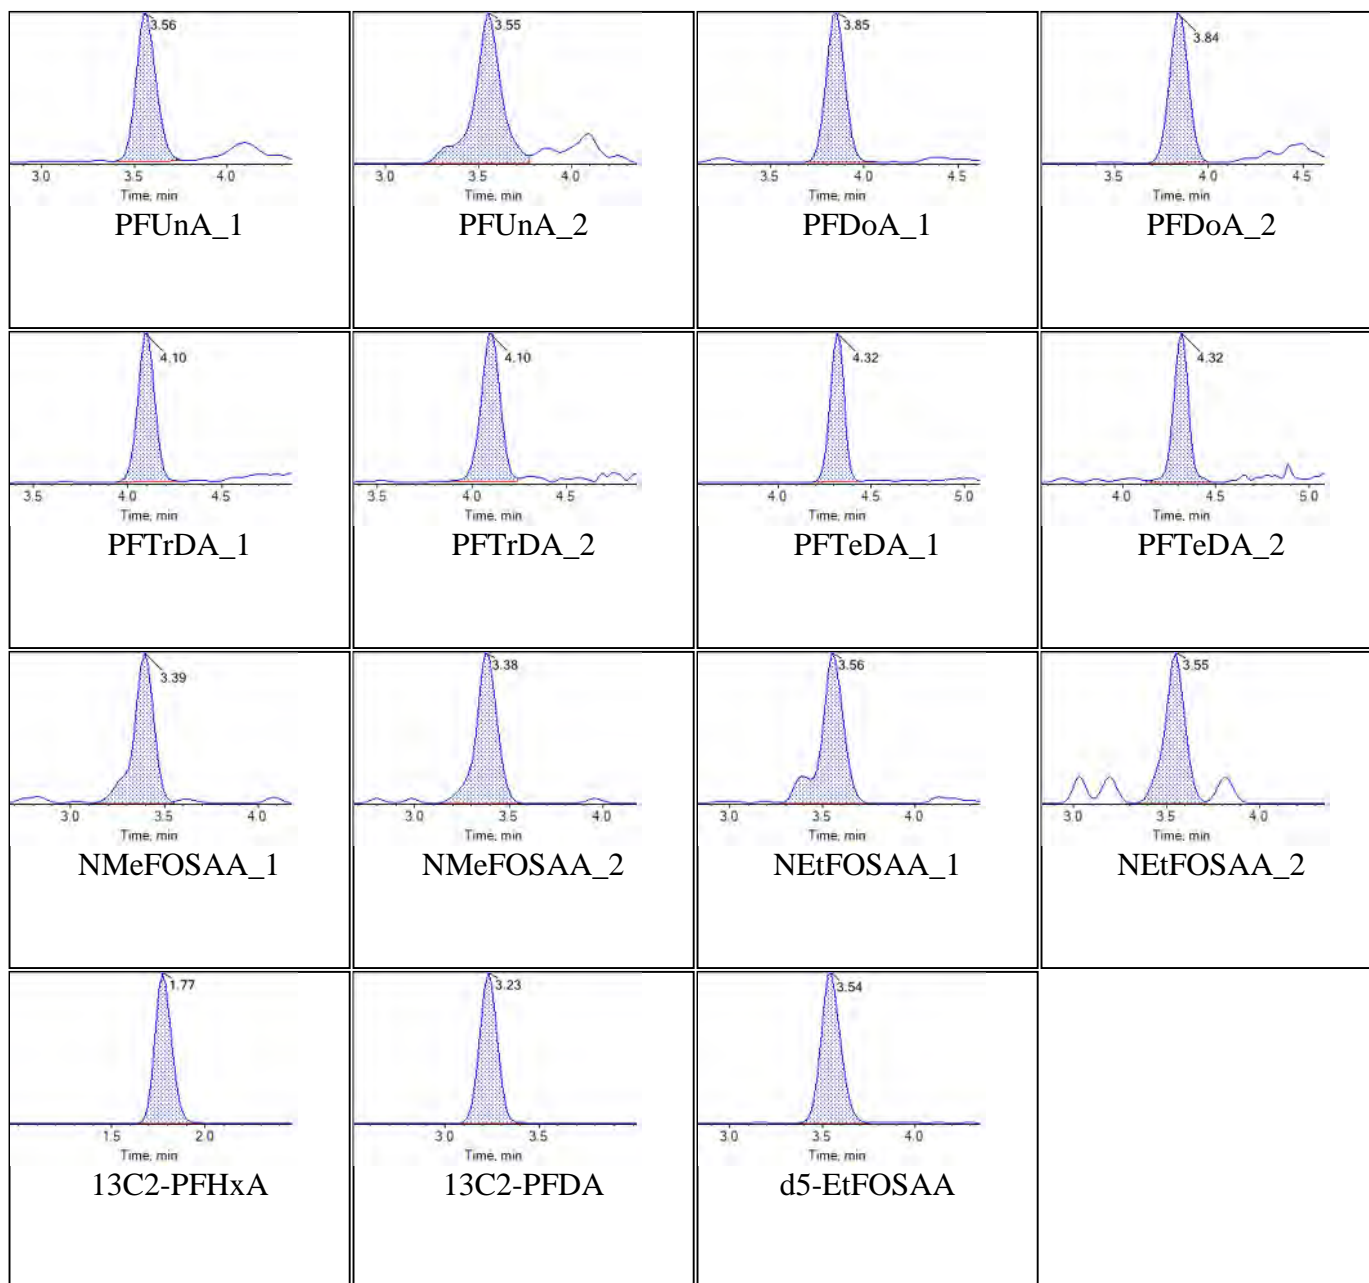 3.56
3.0 3.5 4.0
Time, min
PFUnA_1
3.55
3.0 3.5 4.0
Time, min
PFUnA_2
3.85
3.5 4.0 4.5
Time, min
PFDoA_1
3.84
3.5 4.0 4.5
Time, min
PFDoA_2
4.10
3.5 4.0 4.5
Time, min
PFTrDA_1
4.10
3.5 4.0 4.5
Time, min
PFTrDA_2
4.32
4.0 4.5 5.0
Time, min
PFTeDA_1
4.32
4.0 4.5 5.0
Time, min
PFTeDA_2
3.39
3.0 3.5 4.0
Time, min
NMeFOSAA_1
3.38
3.0 3.5 4.0
Time, min
NMeFOSAA_2
3.56
3.0 3.5 4.0
Time, min
NEtFOSAA_1
3.55
3.0 3.5 4.0
Time, min
NEtFOSAA_2
1.77
1.5 2.0
Time, min
13C2-PFHxA
3.23
3.0 3.5
Time, min
13C2-PFDA
3.54
3.0 3.5 4.0
Time, min
d5-EtFOSAA